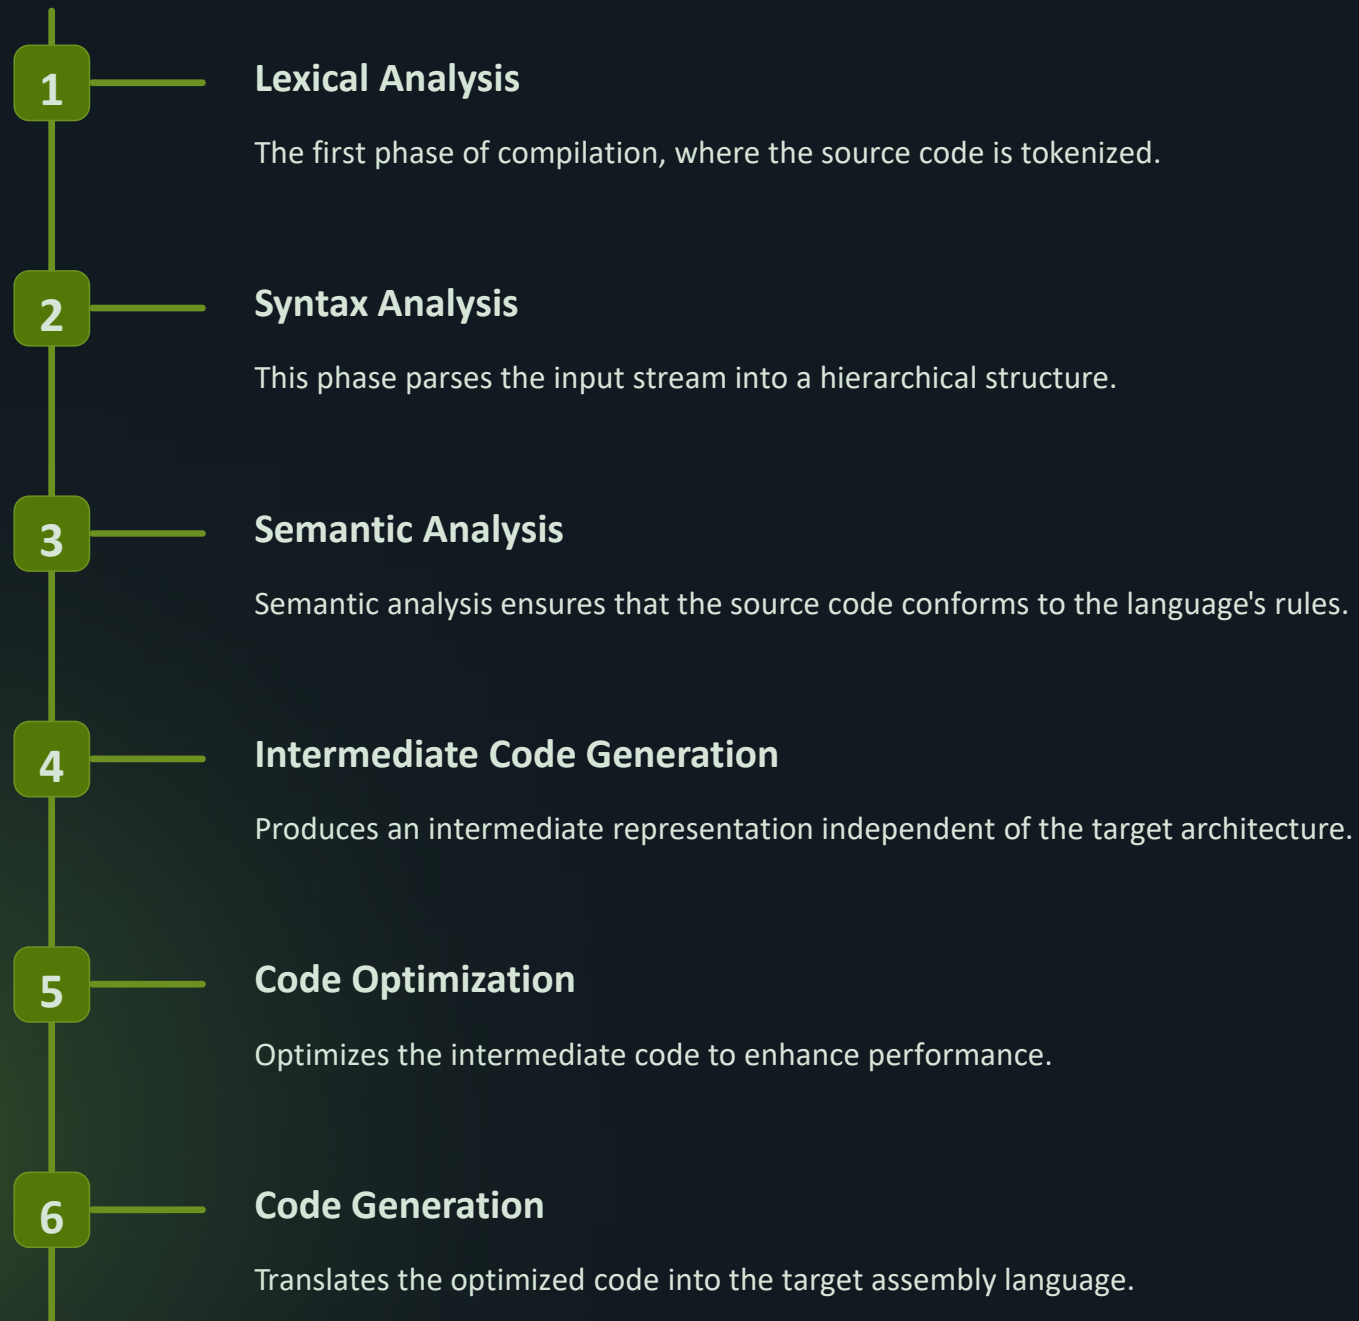 1
Lexical Analysis
The first phase of compilation, where the source code is tokenized.
2
Syntax Analysis
This phase parses the input stream into a hierarchical structure.
3
Semantic Analysis
Semantic analysis ensures that the source code conforms to the language's rules.
4
Intermediate Code Generation
Produces an intermediate representation independent of the target architecture.
5
Code Optimization
Optimizes the intermediate code to enhance performance.
6
Code Generation
Translates the optimized code into the target assembly language.